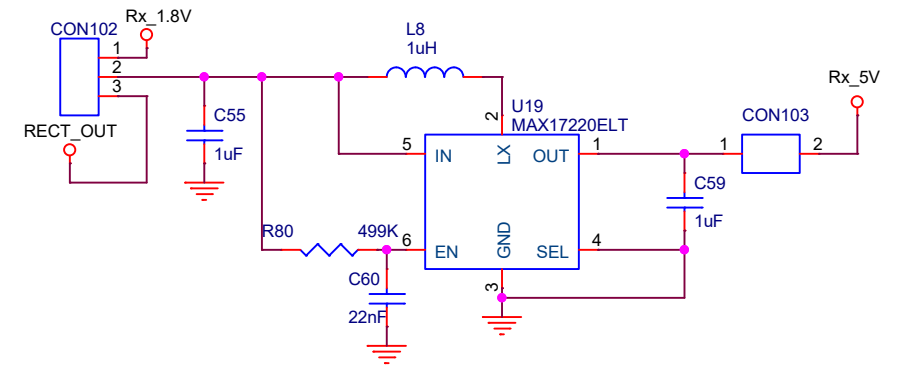 Rx_1.8V
CON102
1
2
3
RECT_OUT
C55
1uF
L8
1uH
2
U19
MAX17220ELT
5
IN
LX
OUT
1
R80
499K
6
EN
GND
SEL
4
3
C60
22nF
C59
1uF
CON103
1
2
Rx_5V